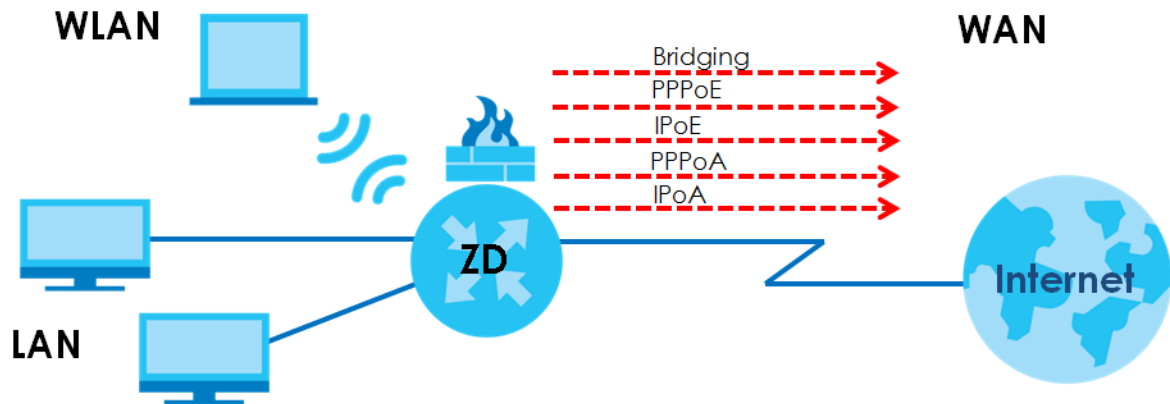 WLAN
WAN
Bridging
PPPoE
IPoE
PPPoA
IPoA
ZD
Internet
LAN